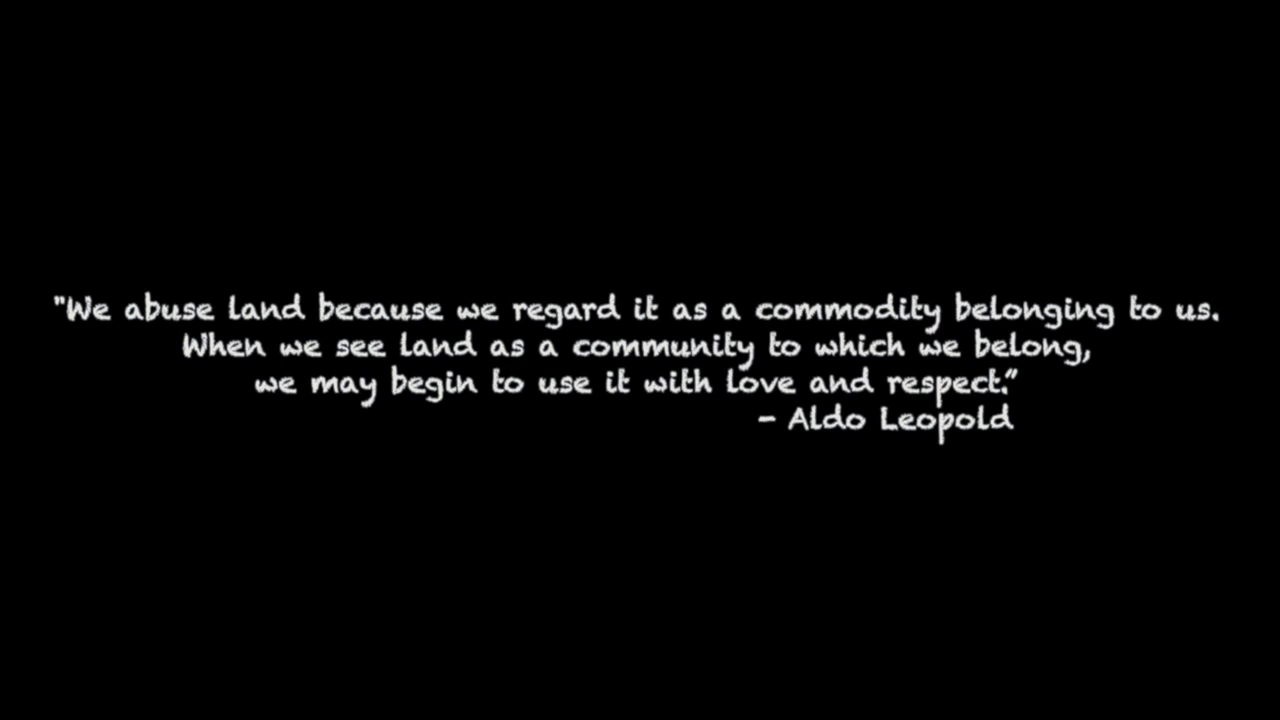 "We abuse land because we regard it as a commodity belonging to us.
When we see land as a community to which we belong,
we may begin to use it with love and respect."
- Aldo Leopold